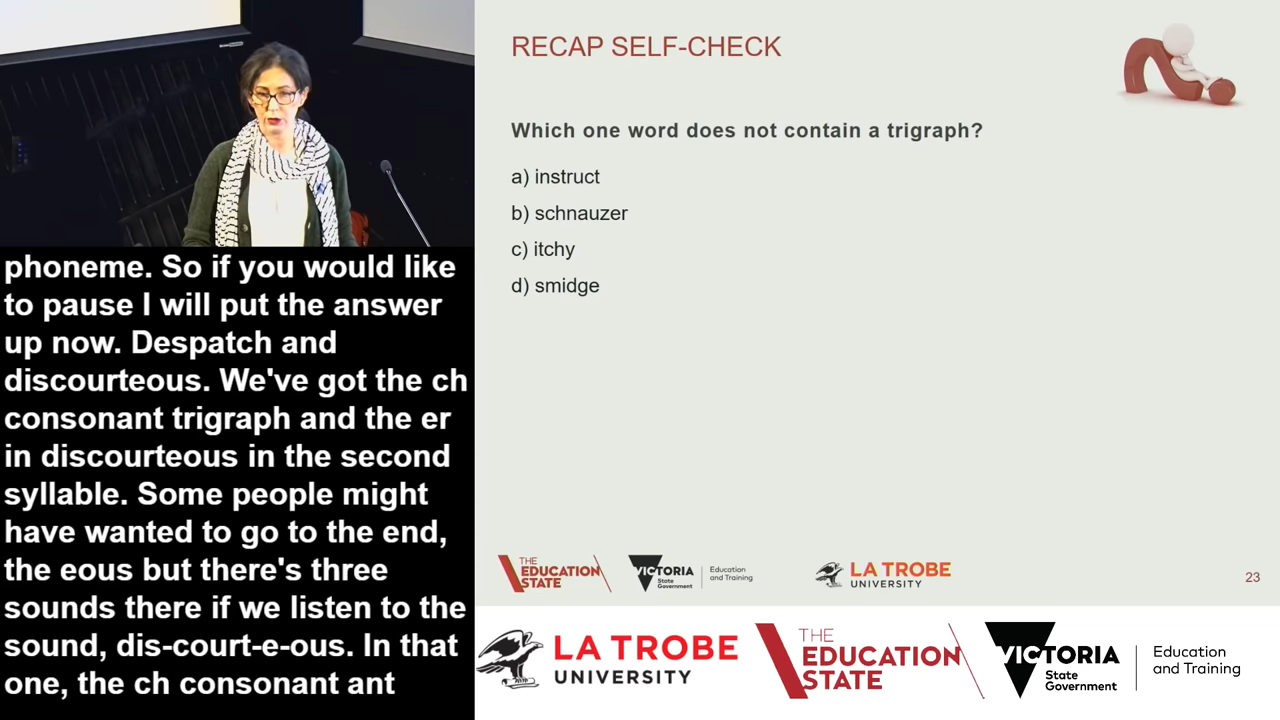 phoneme. So if you would like
to pause I will put the answer
up now. Despatch and
discourteous. We've got the ch
consonant trigraph and the er
in discourteous in the second
syllable. Some people might
have wanted to go to the end,
the eous but there's three
sounds there if we listen to the
sound, dis-court-e-ous. In that
one, the ch consonant ant
RECAP SELF-CHECK
Which one word does not contain a trigraph?
a) instruct
b) schnauzer
c) itchy
d) smidge
THE
EDUCATION
STATE
VICTORIA
State
Government
Education
and Training
LA TROBE
UNIVERSITY
23
LA TROBE
UNIVERSITY
THE
EDUCATION
STATE
VICTORIA
State
Government
Education
and Training